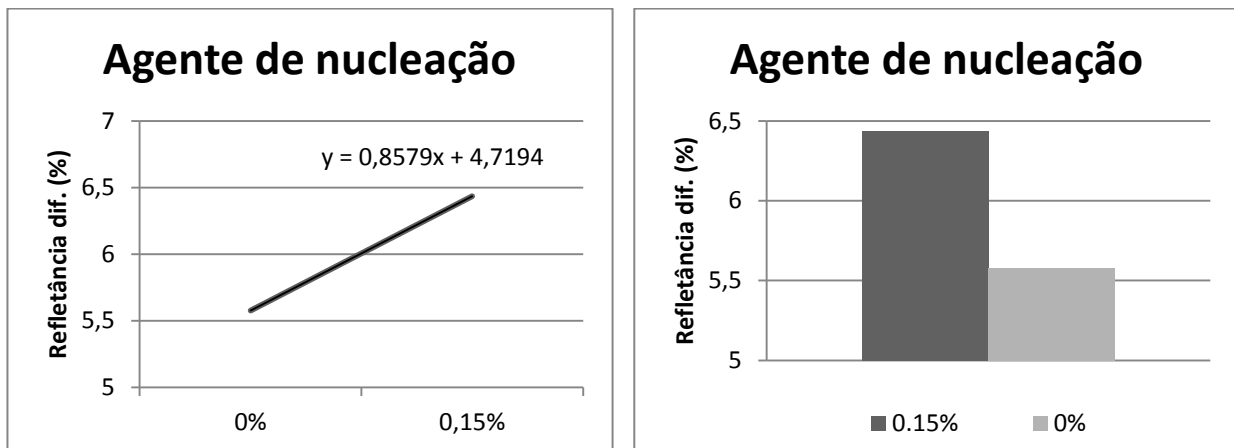 Agente de nucleação
Refletância dif. (%)
7
6,5
6
5,5
5
y = 0,8579x + 4,7194
0%
0,15%
Agente de nucleação
Refletância dif. (%)
6,5
6
5,5
5
0.15%
0%